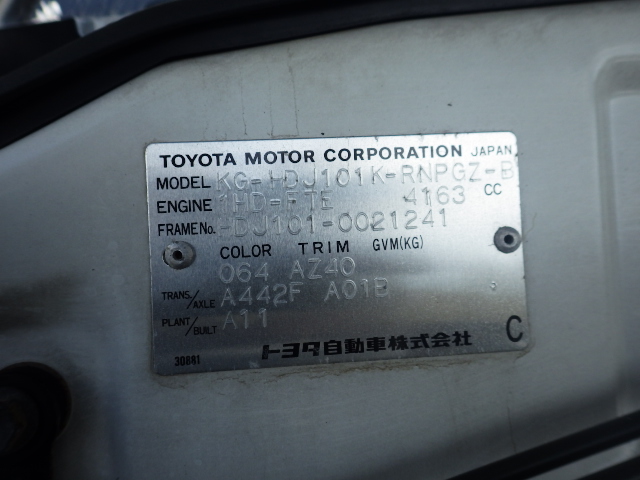 TOYOTA MOTOR CORPORATION JAPAN
MODEL KG-HDJ101K-RNPGZ-B
ENGINE 1HD-FTE 4163 CC
FRAME No. HDJ101-0021241
COLOR TRIM GVM(KG)
064 AZ40
TRANS./AXLE A442F A01B
PLANT/BUILT A11
トヨタ自動車株式会社
30881
C